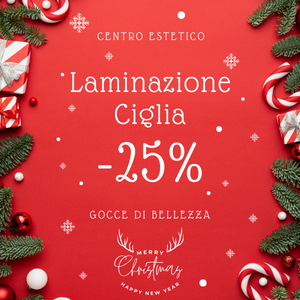 CENTRO ESTETICO
Laminazione
Ciglia
-25%
GOCCE DI BELLEZZA
MERRY
Christmas
HAPPY NEW YEAR